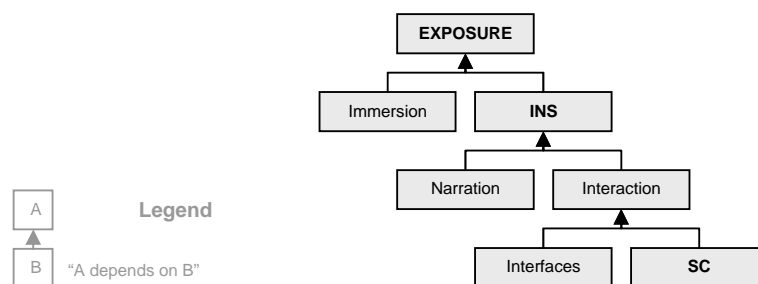 EXPOSURE
Immersion
INS
Narration
Interaction
A
Legend
B
“A depends on B”
Interfaces
SC